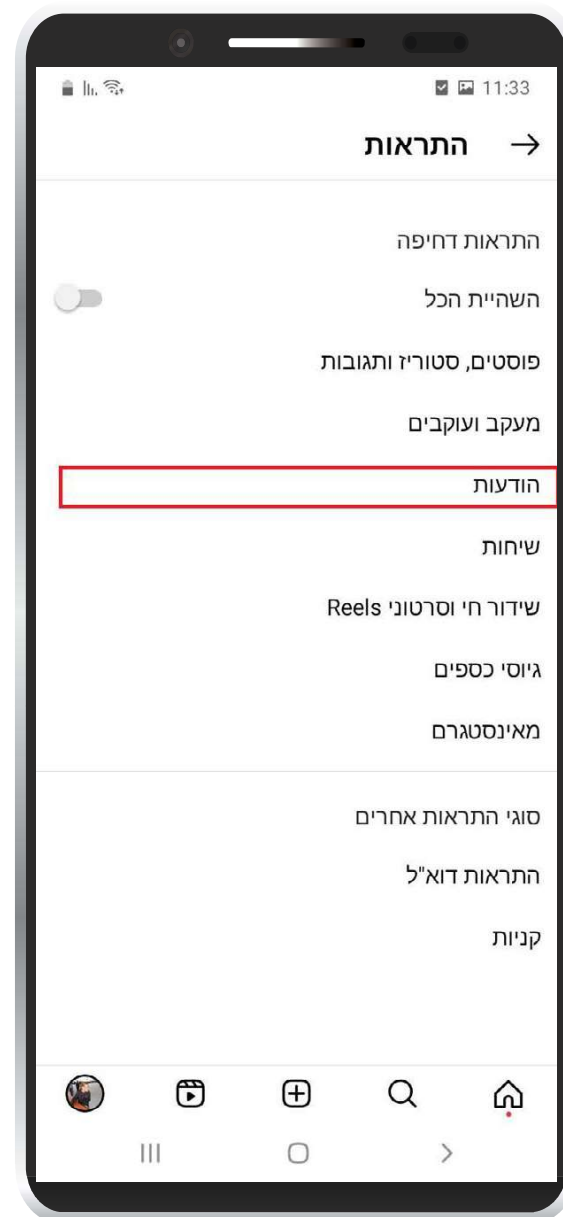 11:33
התראות
התראות דחיפה
השהיית הכל
פוסטים, סטוריז ותגובות
מעקב ועוקבים
הודעות
שיחות
שידור חי וסרטוני Reels
גיוסי כספים
מאינסטגרם
סוגי התראות אחרים
התראות דוא"ל
קניות